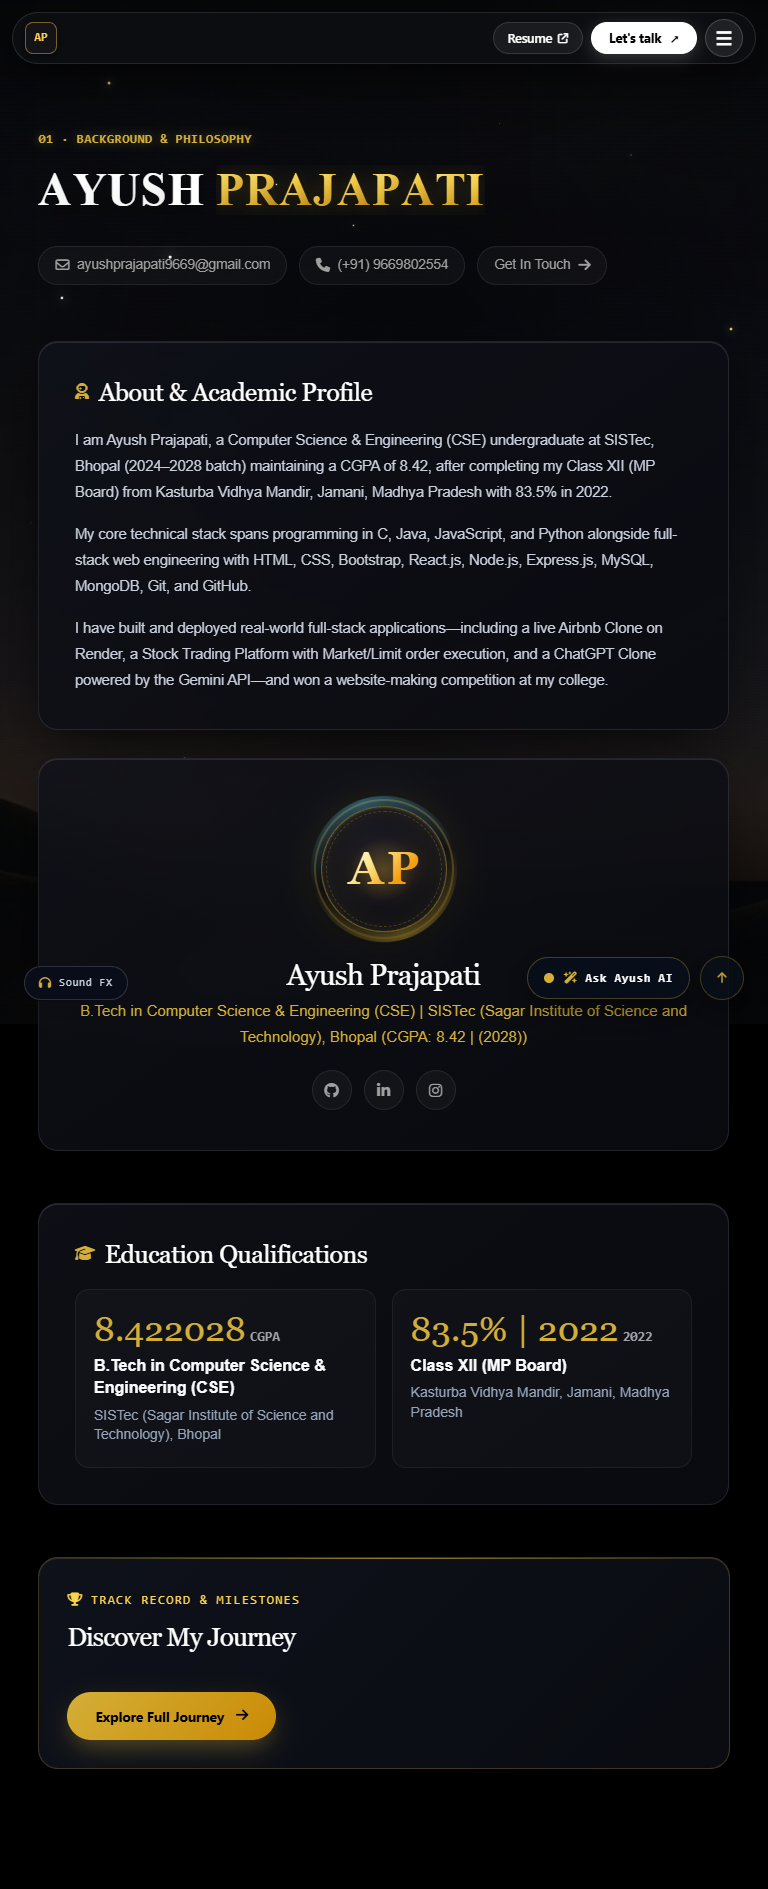 AP
Resume
Let's talk ↗
01 · BACKGROUND & PHILOSOPHY
AYUSH PRAJAPATI
ayushprajapati9669@gmail.com
(+91) 9669802554
Get In Touch →
About & Academic Profile
I am Ayush Prajapati, a Computer Science & Engineering (CSE) undergraduate at SISTec,
Bhopal (2024–2028 batch) maintaining a CGPA of 8.42, after completing my Class XII (MP
Board) from Kasturba Vidhya Mandir, Jamani, Madhya Pradesh with 83.5% in 2022.
My core technical stack spans programming in C, Java, JavaScript, and Python alongside full-
stack web engineering with HTML, CSS, Bootstrap, React.js, Node.js, Express.js, MySQL,
MongoDB, Git, and GitHub.
I have built and deployed real-world full-stack applications—including a live Airbnb Clone on
Render, a Stock Trading Platform with Market/Limit order execution, and a ChatGPT Clone
powered by the Gemini API—and won a website-making competition at my college.
AP
Ayush Prajapati
Sound FX
Ask Ayush AI
B.Tech in Computer Science & Engineering (CSE) | SISTec (Sagar Institute of Science and
Technology), Bhopal (CGPA: 8.42 | (2028))
Education Qualifications
8.422028 CGPA
B.Tech in Computer Science &
Engineering (CSE)
SISTec (Sagar Institute of Science and
Technology), Bhopal
83.5% | 2022 2022
Class XII (MP Board)
Kasturba Vidhya Mandir, Jamani, Madhya
Pradesh
TRACK RECORD & MILESTONES
Discover My Journey
Explore Full Journey →